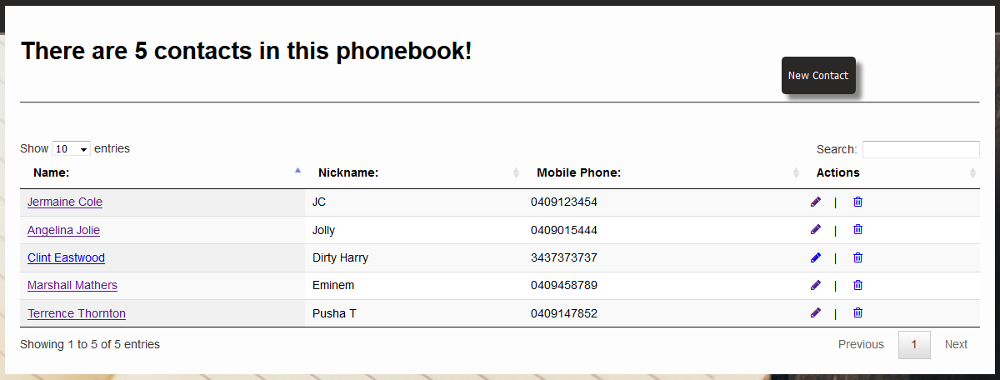 There are 5 contacts in this phonebook!
New Contact
Show 10 entries Search:
Name: Nickname: Mobile Phone: Actions
Jermaine Cole JC 0409123454 |
Angelina Jolie Jolly 0409015444 |
Clint Eastwood Dirty Harry 3437373737 |
Marshall Mathers Eminem 0409458789 |
Terrence Thornton Pusha T 0409147852 |
Showing 1 to 5 of 5 entries Previous 1 Next